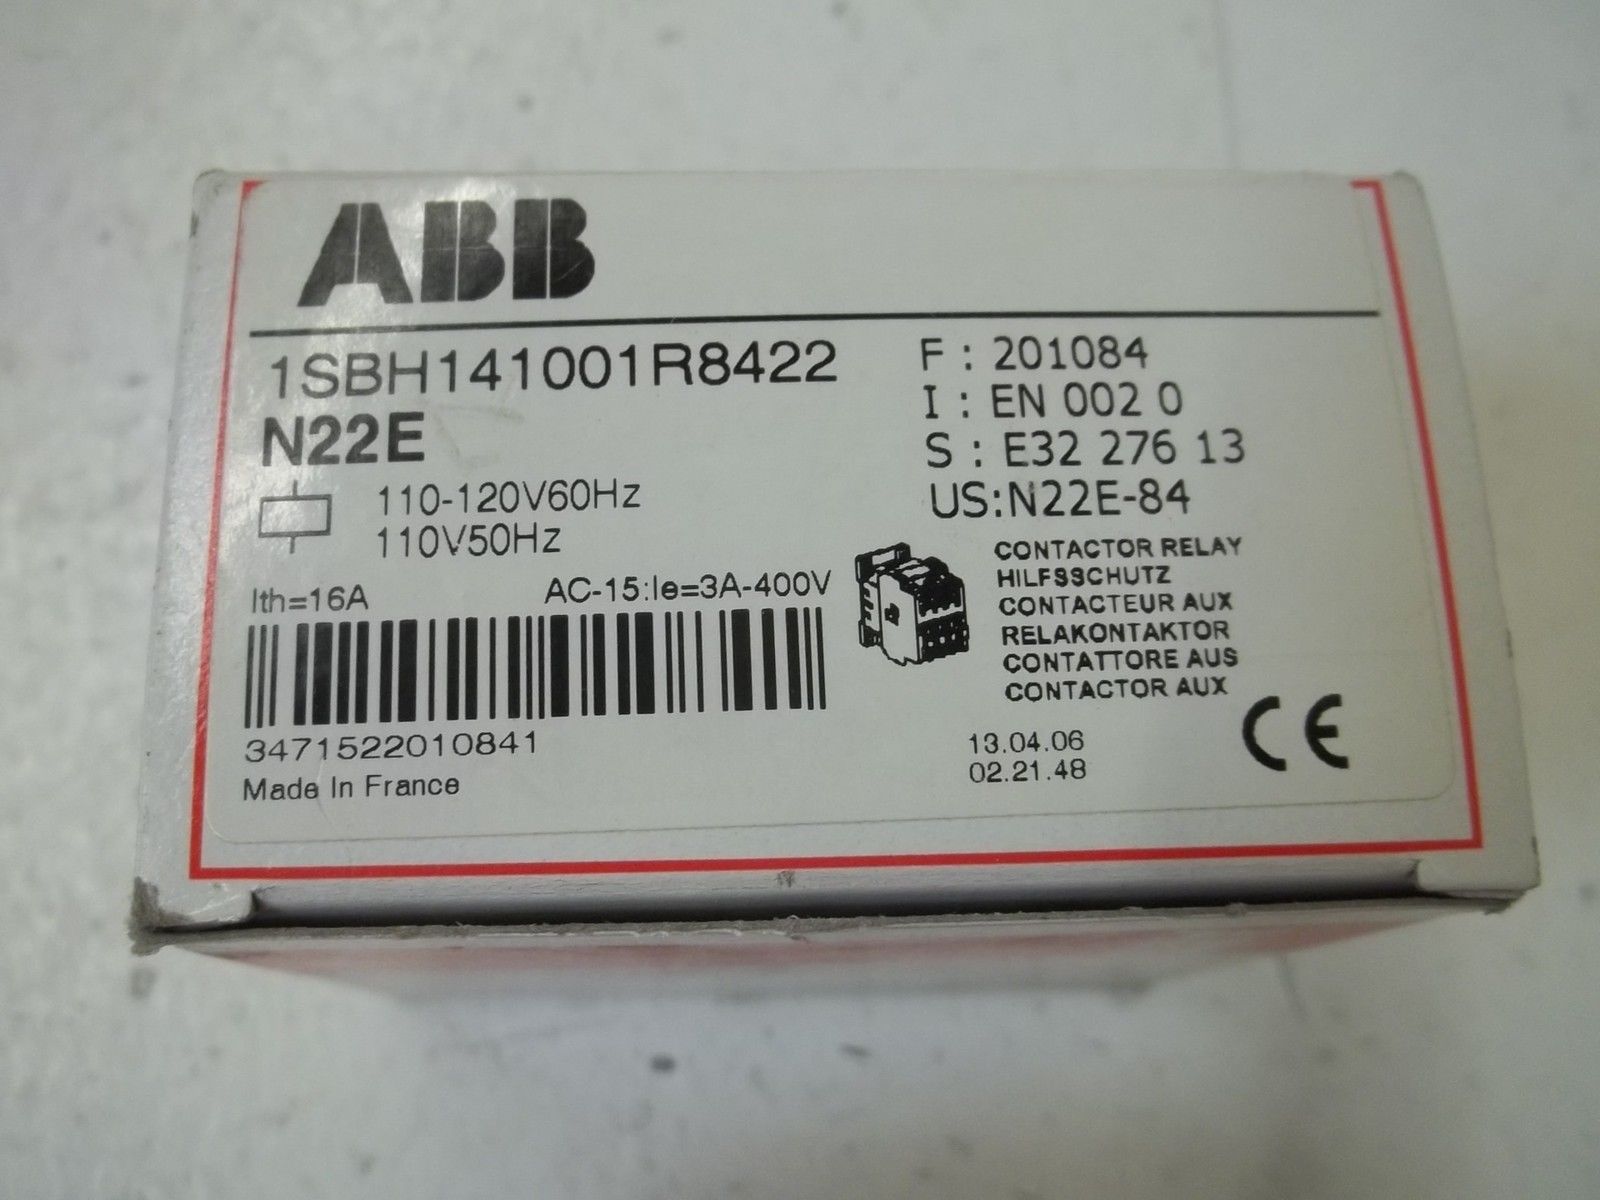 ABB
1SBH141001R8422
N22E
110-120V60Hz
110V50Hz
Ith=16A
AC-15:Ie=3A-400V
3471522010841
Made In France
F : 201084
I : EN 002 0
S : E32 276 13
US:N22E-84
CONTACTOR RELAY
HILFSSCHUTZ
CONTACTEUR AUX
RELAKONTAKTOR
CONTATTORE AUS
CONTACTOR AUX
13.04.06
02.21.48
CE